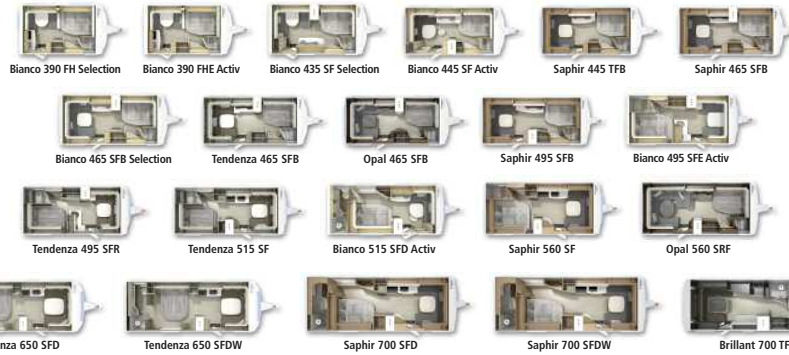 Bianco 390 FH Selection
Bianco 390 FHE Activ
Bianco 435 SF Selection
Bianco 445 SF Activ
Saphir 445 TFB
Saphir 465 SFB
Bianco 465 SFB Selection
Tendenza 465 SFB
Opal 465 SFB
Saphir 495 SFB
Bianco 495 SFE Activ
Tendenza 495 SFR
Tendenza 515 SF
Bianco 515 SFD Activ
Saphir 560 SF
Opal 560 SRF
nza 650 SFD
Tendenza 650 SFDW
Saphir 700 SFD
Saphir 700 SFDW
Brillant 700 TF